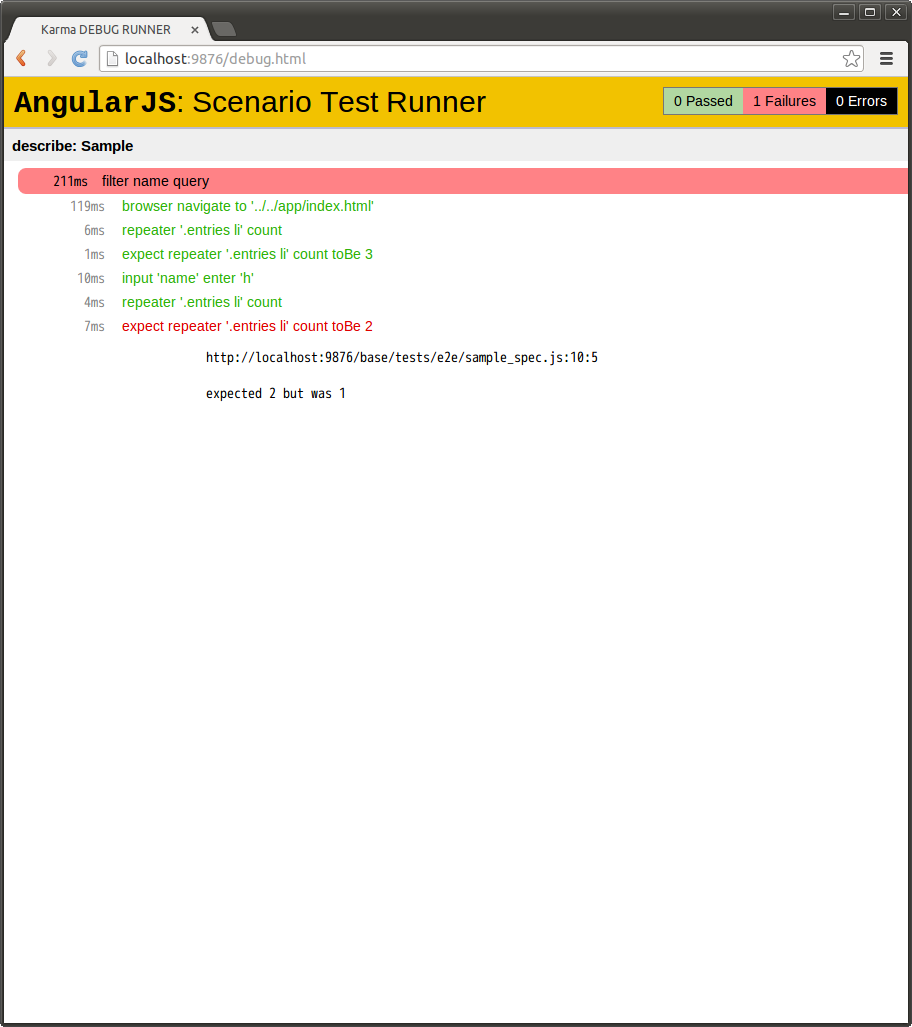 Karma DEBUG RUNNER
localhost:9876/debug.html
AngularJS: Scenario Test Runner
0 Passed 1 Failures 0 Errors
describe: Sample
211ms filter name query
119ms browser navigate to '../../app/index.html'
6ms repeater '.entries li' count
1ms expect repeater '.entries li' count toBe 3
10ms input 'name' enter 'h'
4ms repeater '.entries li' count
7ms expect repeater '.entries li' count toBe 2
http://localhost:9876/base/tests/e2e/sample_spec.js:10:5
expected 2 but was 1